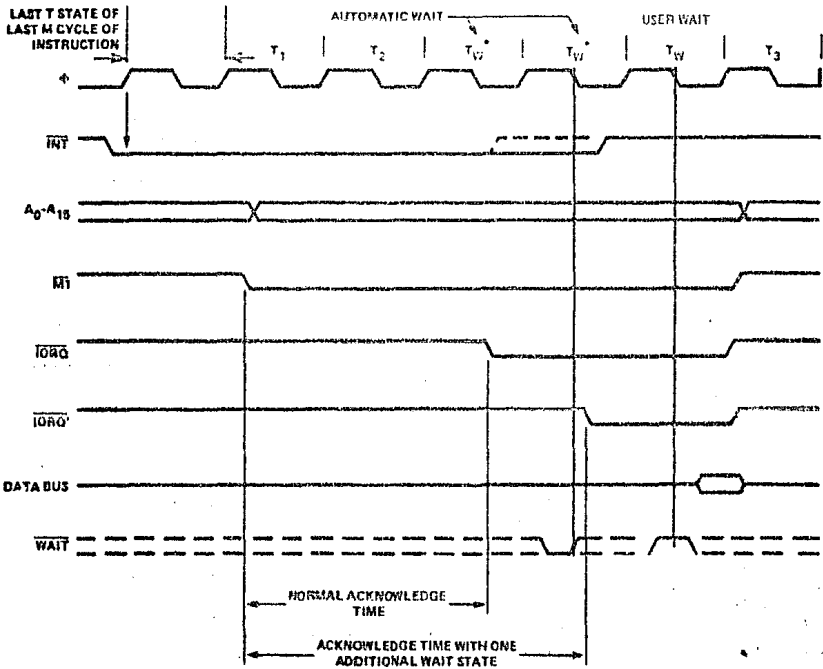 LAST T STATE OF
LAST M CYCLE OF
INSTRUCTION
AUTOMATIC WAIT
USER WAIT
T1
T2
TW*
TW*
TW
T3
Φ
INT
A0-A15
M1
IORQ
IORQ'
DATA BUS
WAIT
NORMAL ACKNOWLEDGE
TIME
ACKNOWLEDGE TIME WITH ONE
ADDITIONAL WAIT STATE